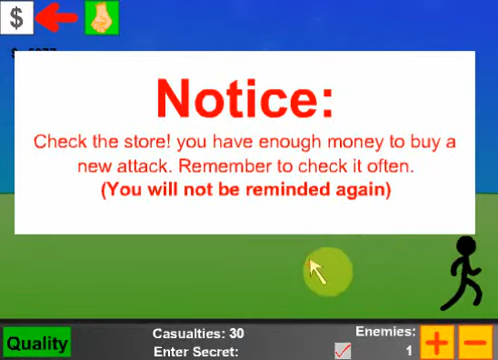 $
Notice:
Check the store! you have enough money to buy a
new attack. Remember to check it often.
(You will not be reminded again)
Quality
Casualties: 30
Enter Secret:
Enemies:
1
+ −